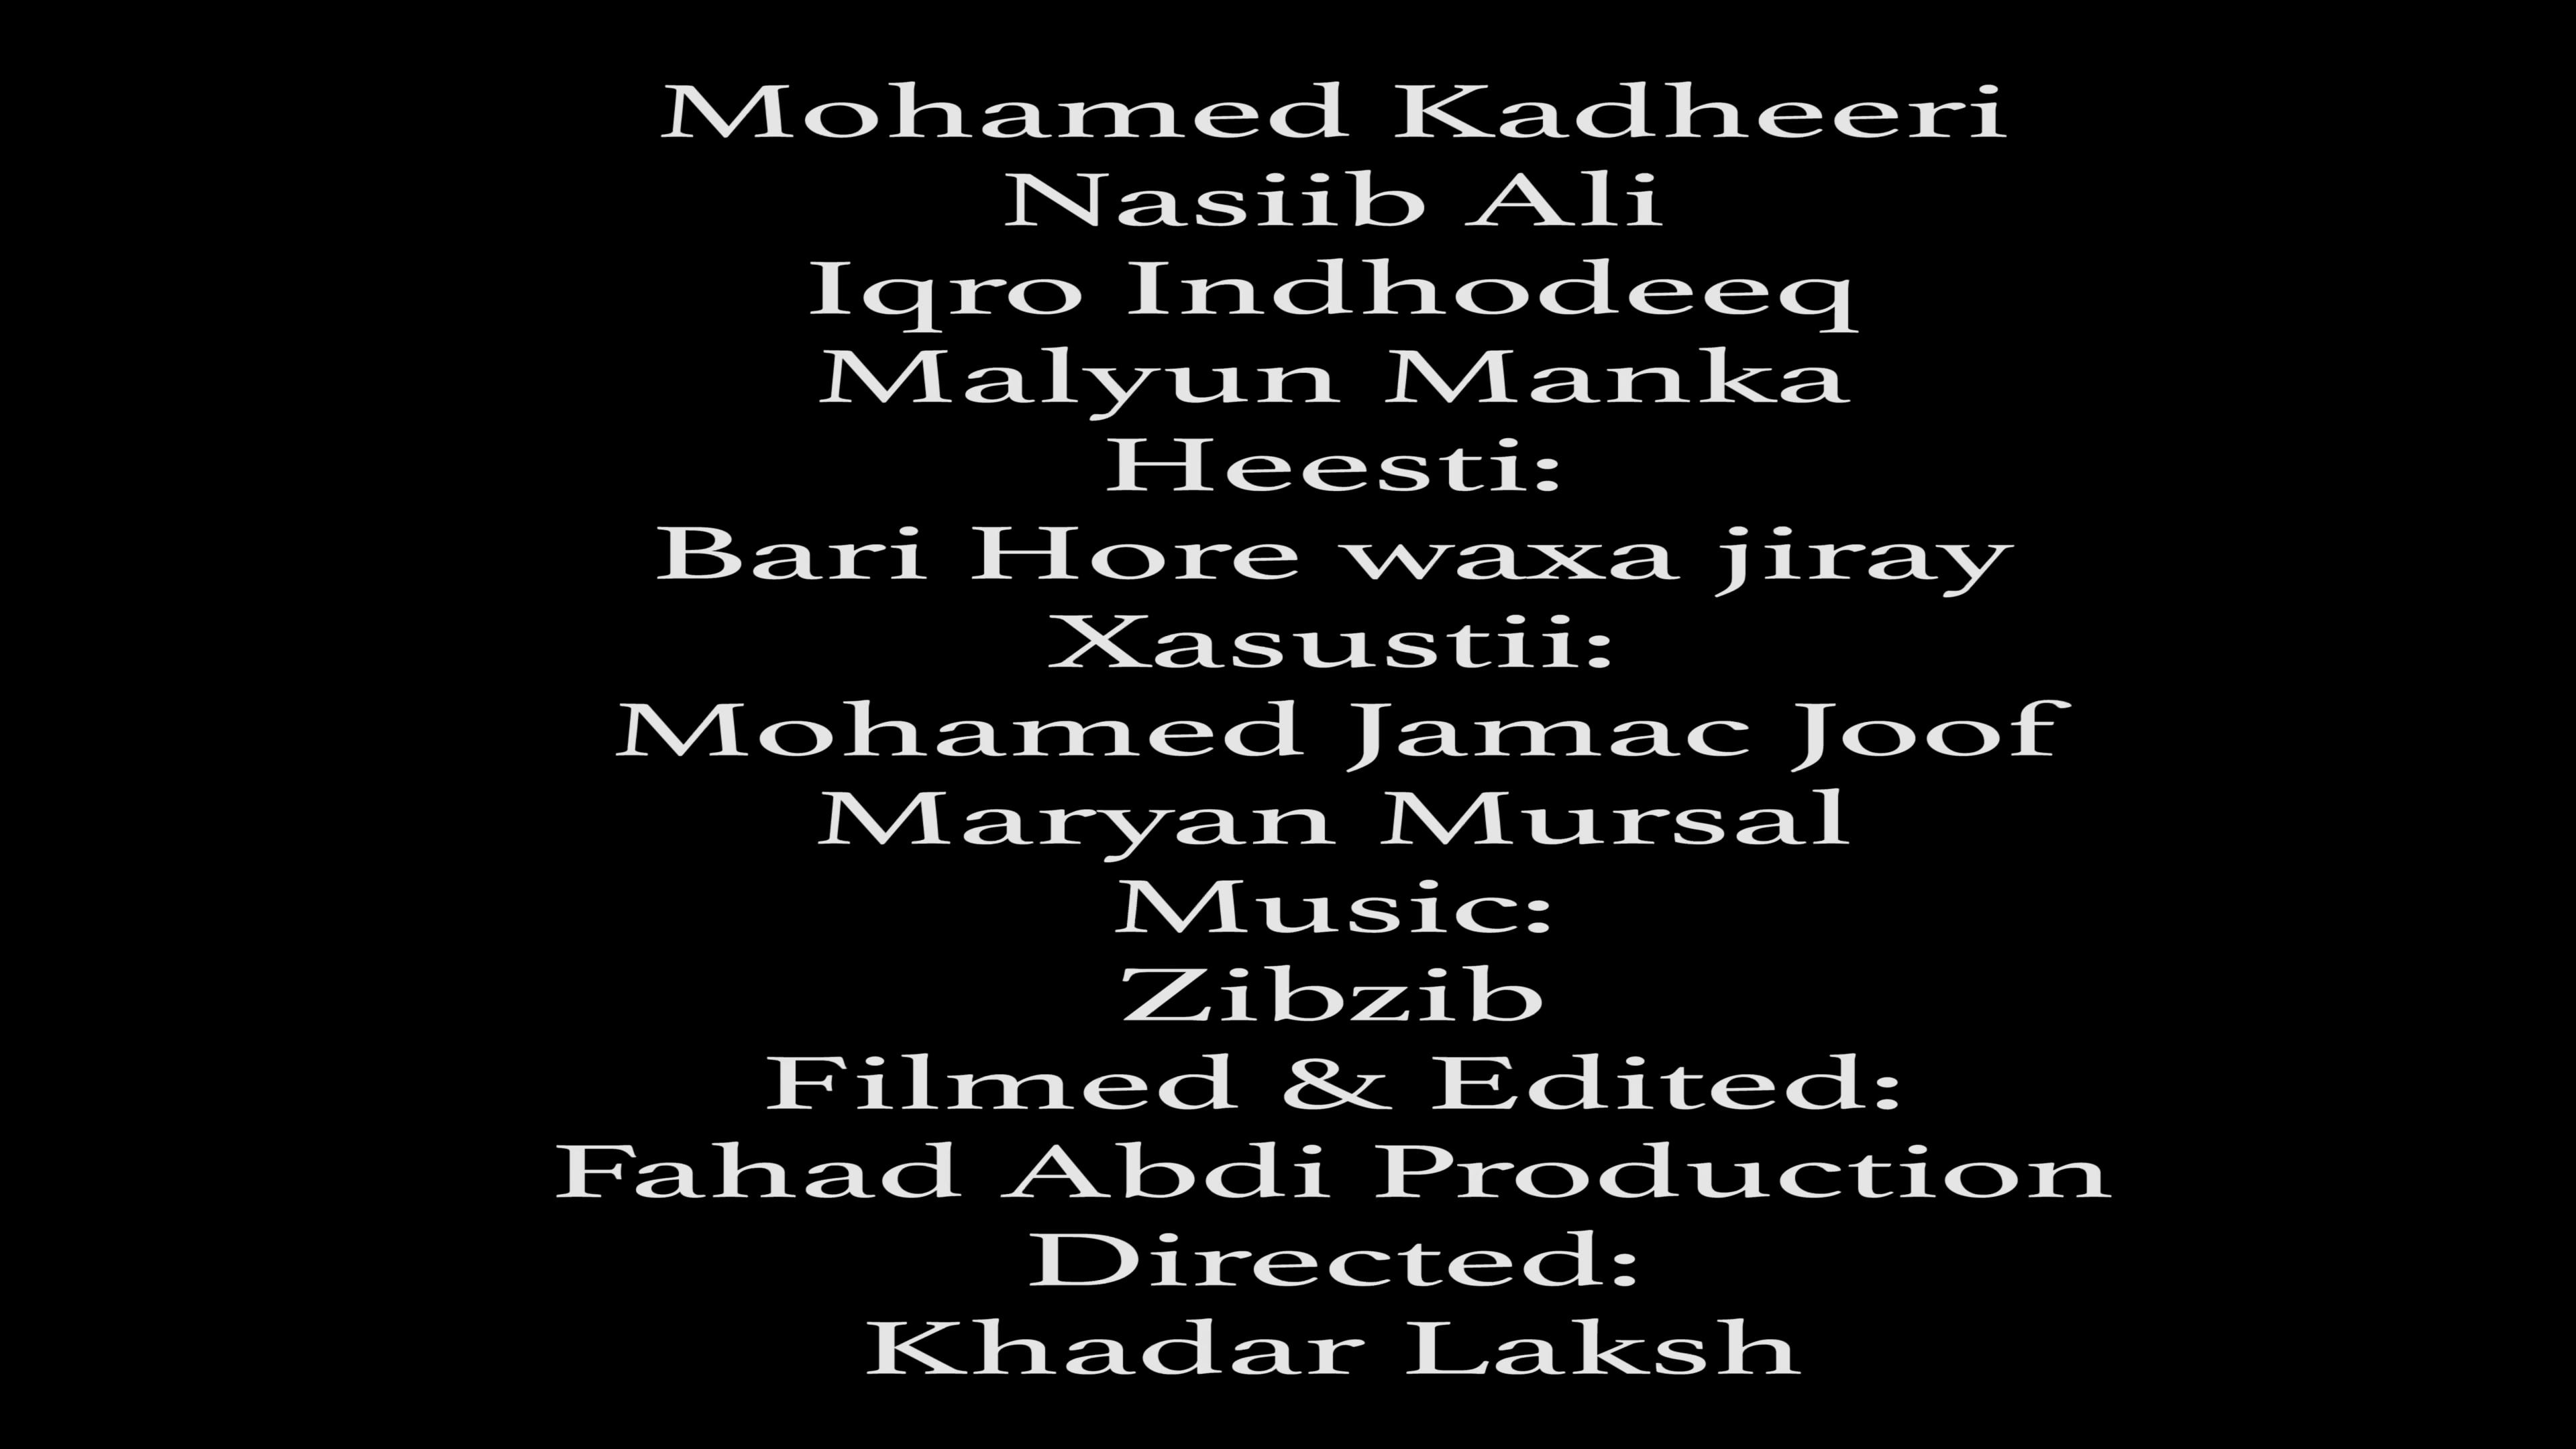 Mohamed Kadheeri
Nasiib Ali
Iqro Indhodeeq
Malyun Manka
Heesti:
Bari Hore waxa jiray
Xasustii:
Mohamed Jamac Joof
Maryan Mursal
Music:
Zibzib
Filmed & Edited:
Fahad Abdi Production
Directed:
Khadar Laksh